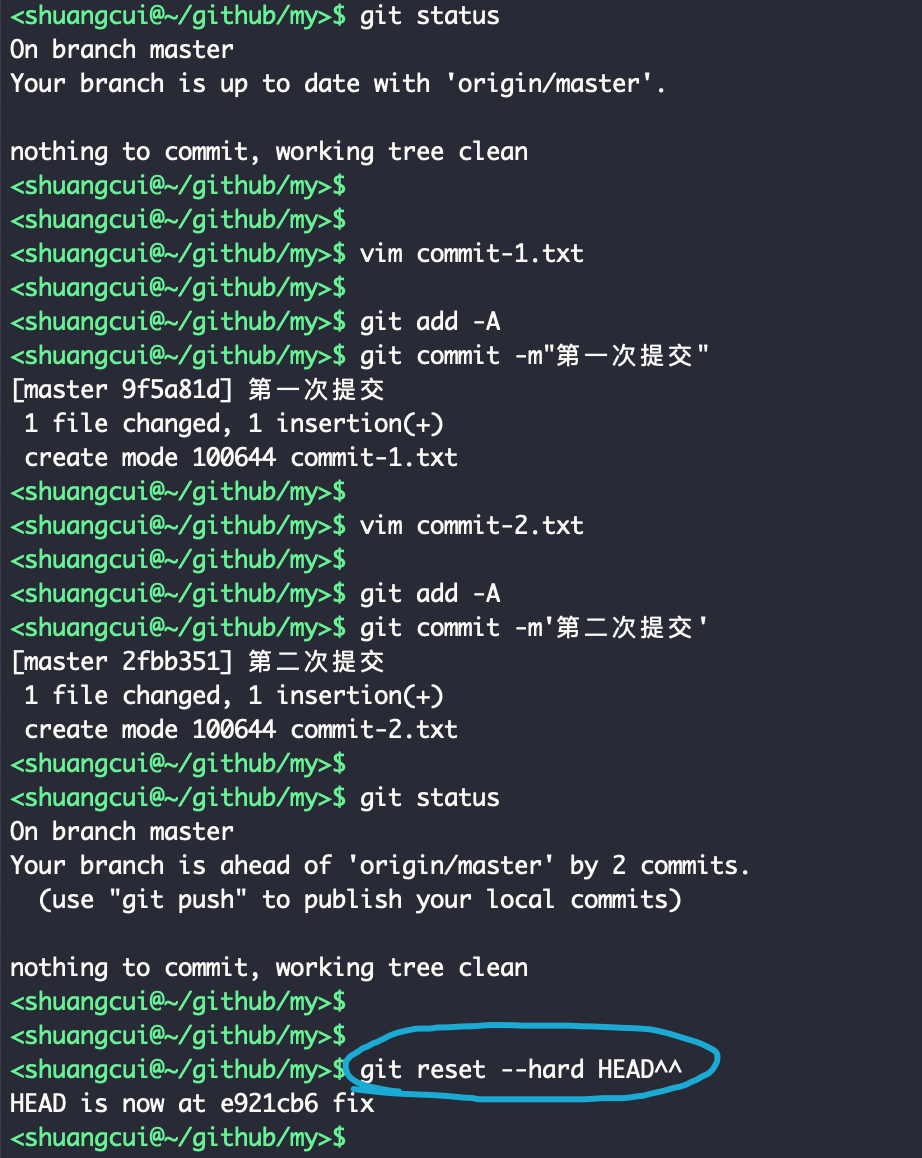 <shuangcui@~/github/my>$ git status
On branch master
Your branch is up to date with 'origin/master'.
nothing to commit, working tree clean
<shuangcui@~/github/my>$
<shuangcui@~/github/my>$
<shuangcui@~/github/my>$ vim commit-1.txt
<shuangcui@~/github/my>$
<shuangcui@~/github/my>$ git add -A
<shuangcui@~/github/my>$ git commit -m"第一次提交"
[master 9f5a81d] 第一次提交
 1 file changed, 1 insertion(+)
 create mode 100644 commit-1.txt
<shuangcui@~/github/my>$
<shuangcui@~/github/my>$ vim commit-2.txt
<shuangcui@~/github/my>$
<shuangcui@~/github/my>$ git add -A
<shuangcui@~/github/my>$ git commit -m'第二次提交'
[master 2fbb351] 第二次提交
 1 file changed, 1 insertion(+)
 create mode 100644 commit-2.txt
<shuangcui@~/github/my>$
<shuangcui@~/github/my>$ git status
On branch master
Your branch is ahead of 'origin/master' by 2 commits.
  (use "git push" to publish your local commits)
nothing to commit, working tree clean
<shuangcui@~/github/my>$
<shuangcui@~/github/my>$
<shuangcui@~/github/my>$ git reset --hard HEAD^^
HEAD is now at e921cb6 fix
<shuangcui@~/github/my>$